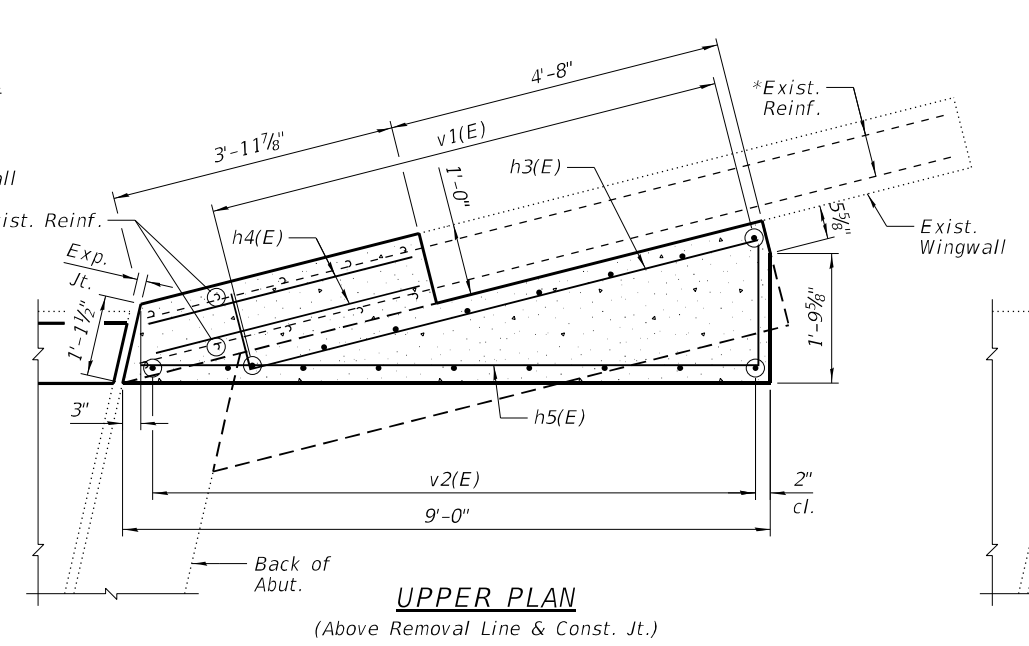 4'-8"
*Exist.
Reinf.
3'-11⅞"
v1(E)
1'-0"
h3(E)
all
ist. Reinf.
h4(E)
5⅝"
Exist.
Wingwall
Exp.
Jt.
1'-1½"
1'-9⅝"
3"
h5(E)
v2(E)
2"
cl.
9'-0"
Back of
Abut.
UPPER PLAN
(Above Removal Line & Const. Jt.)